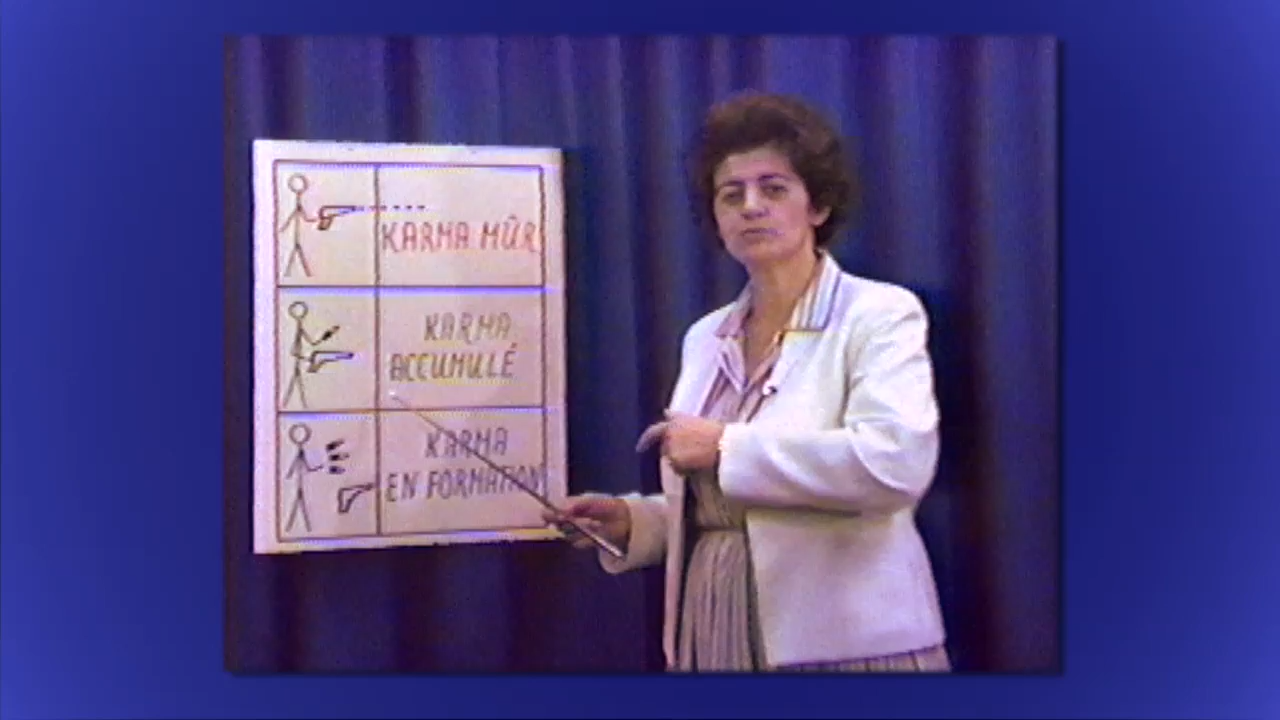 KARMA MÛR
KARMA
ACCUMULÉ
KARMA
EN FORMATION